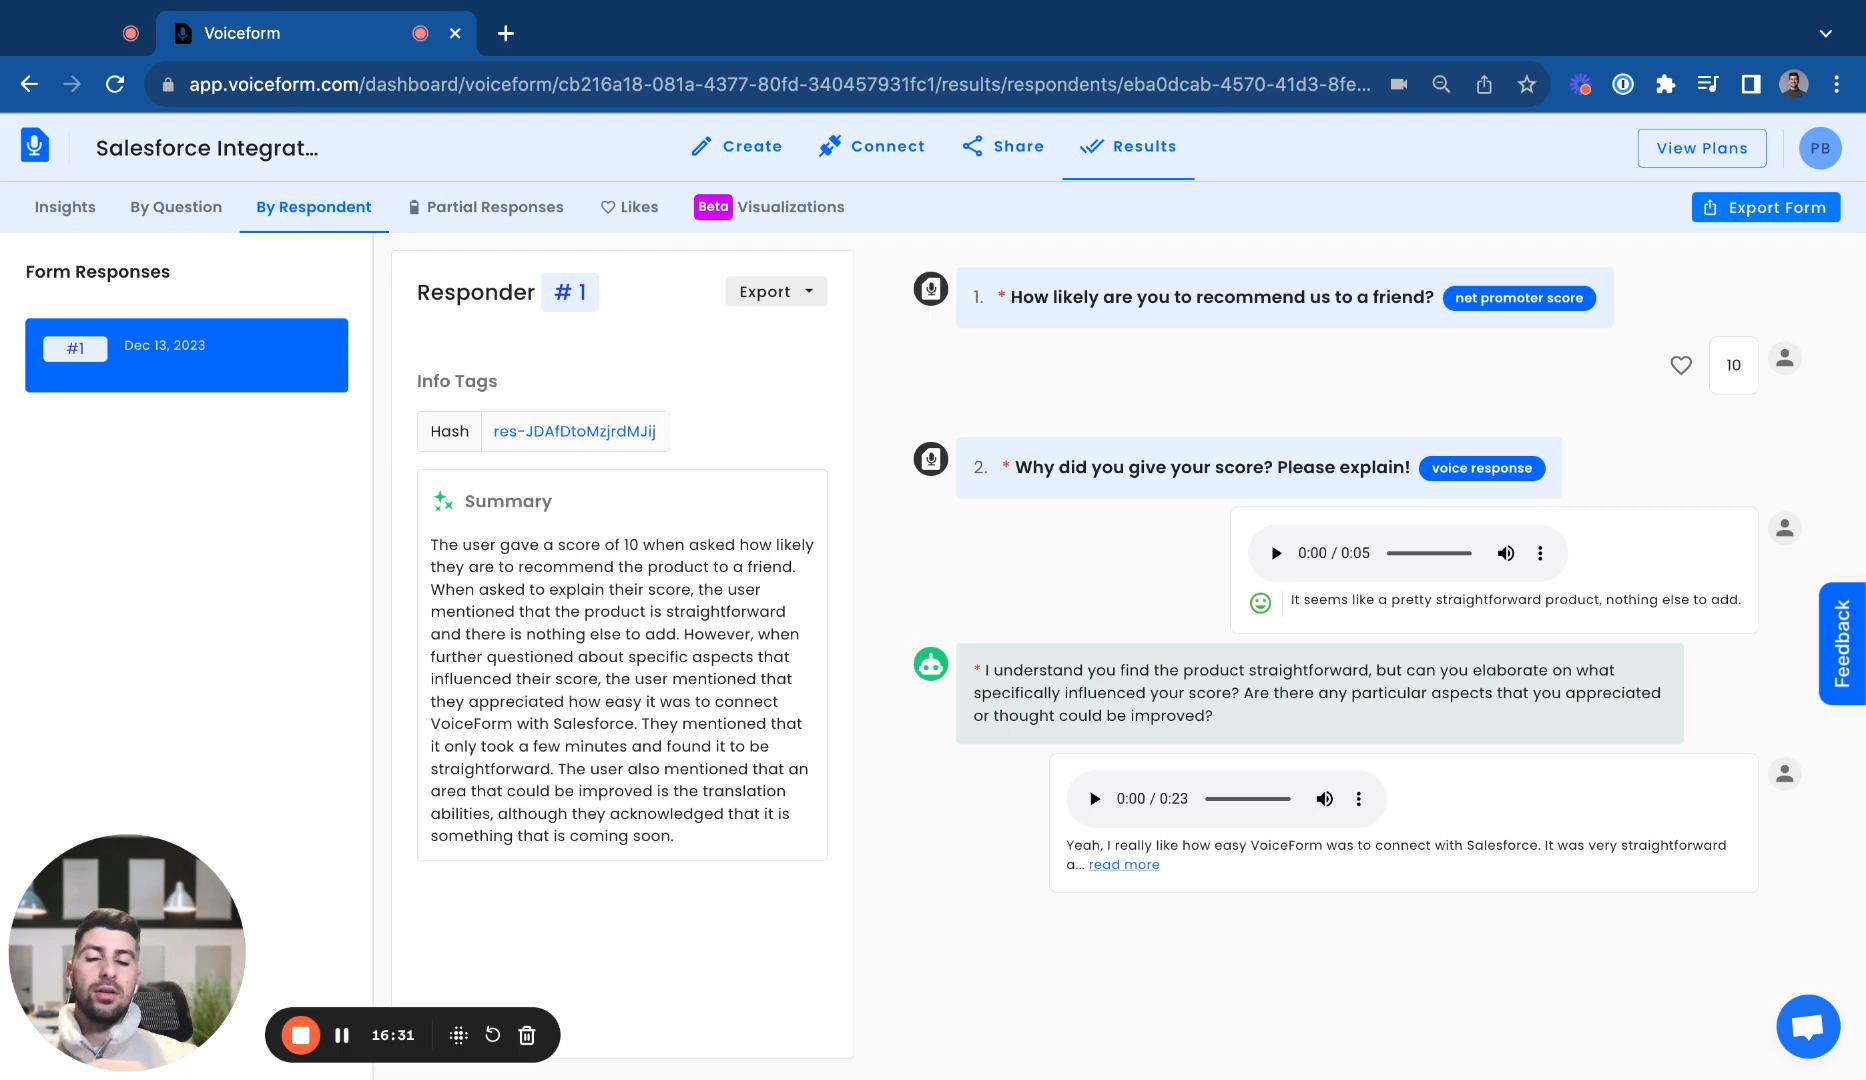 Voiceform
app.voiceform.com/dashboard/voiceform/cb216a18-081a-4377-80fd-340457931fc1/results/respondents/eba0dcab-4570-41d3-8fe...
Salesforce Integrat...
Create
Connect
Share
Results
View Plans
PB
Insights
By Question
By Respondent
Partial Responses
Likes
Beta
Visualizations
Export Form
Form Responses
#1
Dec 13, 2023
Responder
# 1
Export
Info Tags
Hash
res-JDAfDtoMzjrdMJij
Summary
The user gave a score of 10 when asked how likely
they are to recommend the product to a friend.
When asked to explain their score, the user
mentioned that the product is straightforward
and there is nothing else to add. However, when
further questioned about specific aspects that
influenced their score, the user mentioned that
they appreciated how easy it was to connect
VoiceForm with Salesforce. They mentioned that
it only took a few minutes and found it to be
straightforward. The user also mentioned that an
area that could be improved is the translation
abilities, although they acknowledged that it is
something that is coming soon.
1. * How likely are you to recommend us to a friend? net promoter score
10
2. * Why did you give your score? Please explain! voice response
0:00 / 0:05
It seems like a pretty straightforward product, nothing else to add.
* I understand you find the product straightforward, but can you elaborate on what
specifically influenced your score? Are there any particular aspects that you appreciated
or thought could be improved?
0:00 / 0:23
Yeah, I really like how easy VoiceForm was to connect with Salesforce. It was very straightforward
a... read more
Feedback
16:31